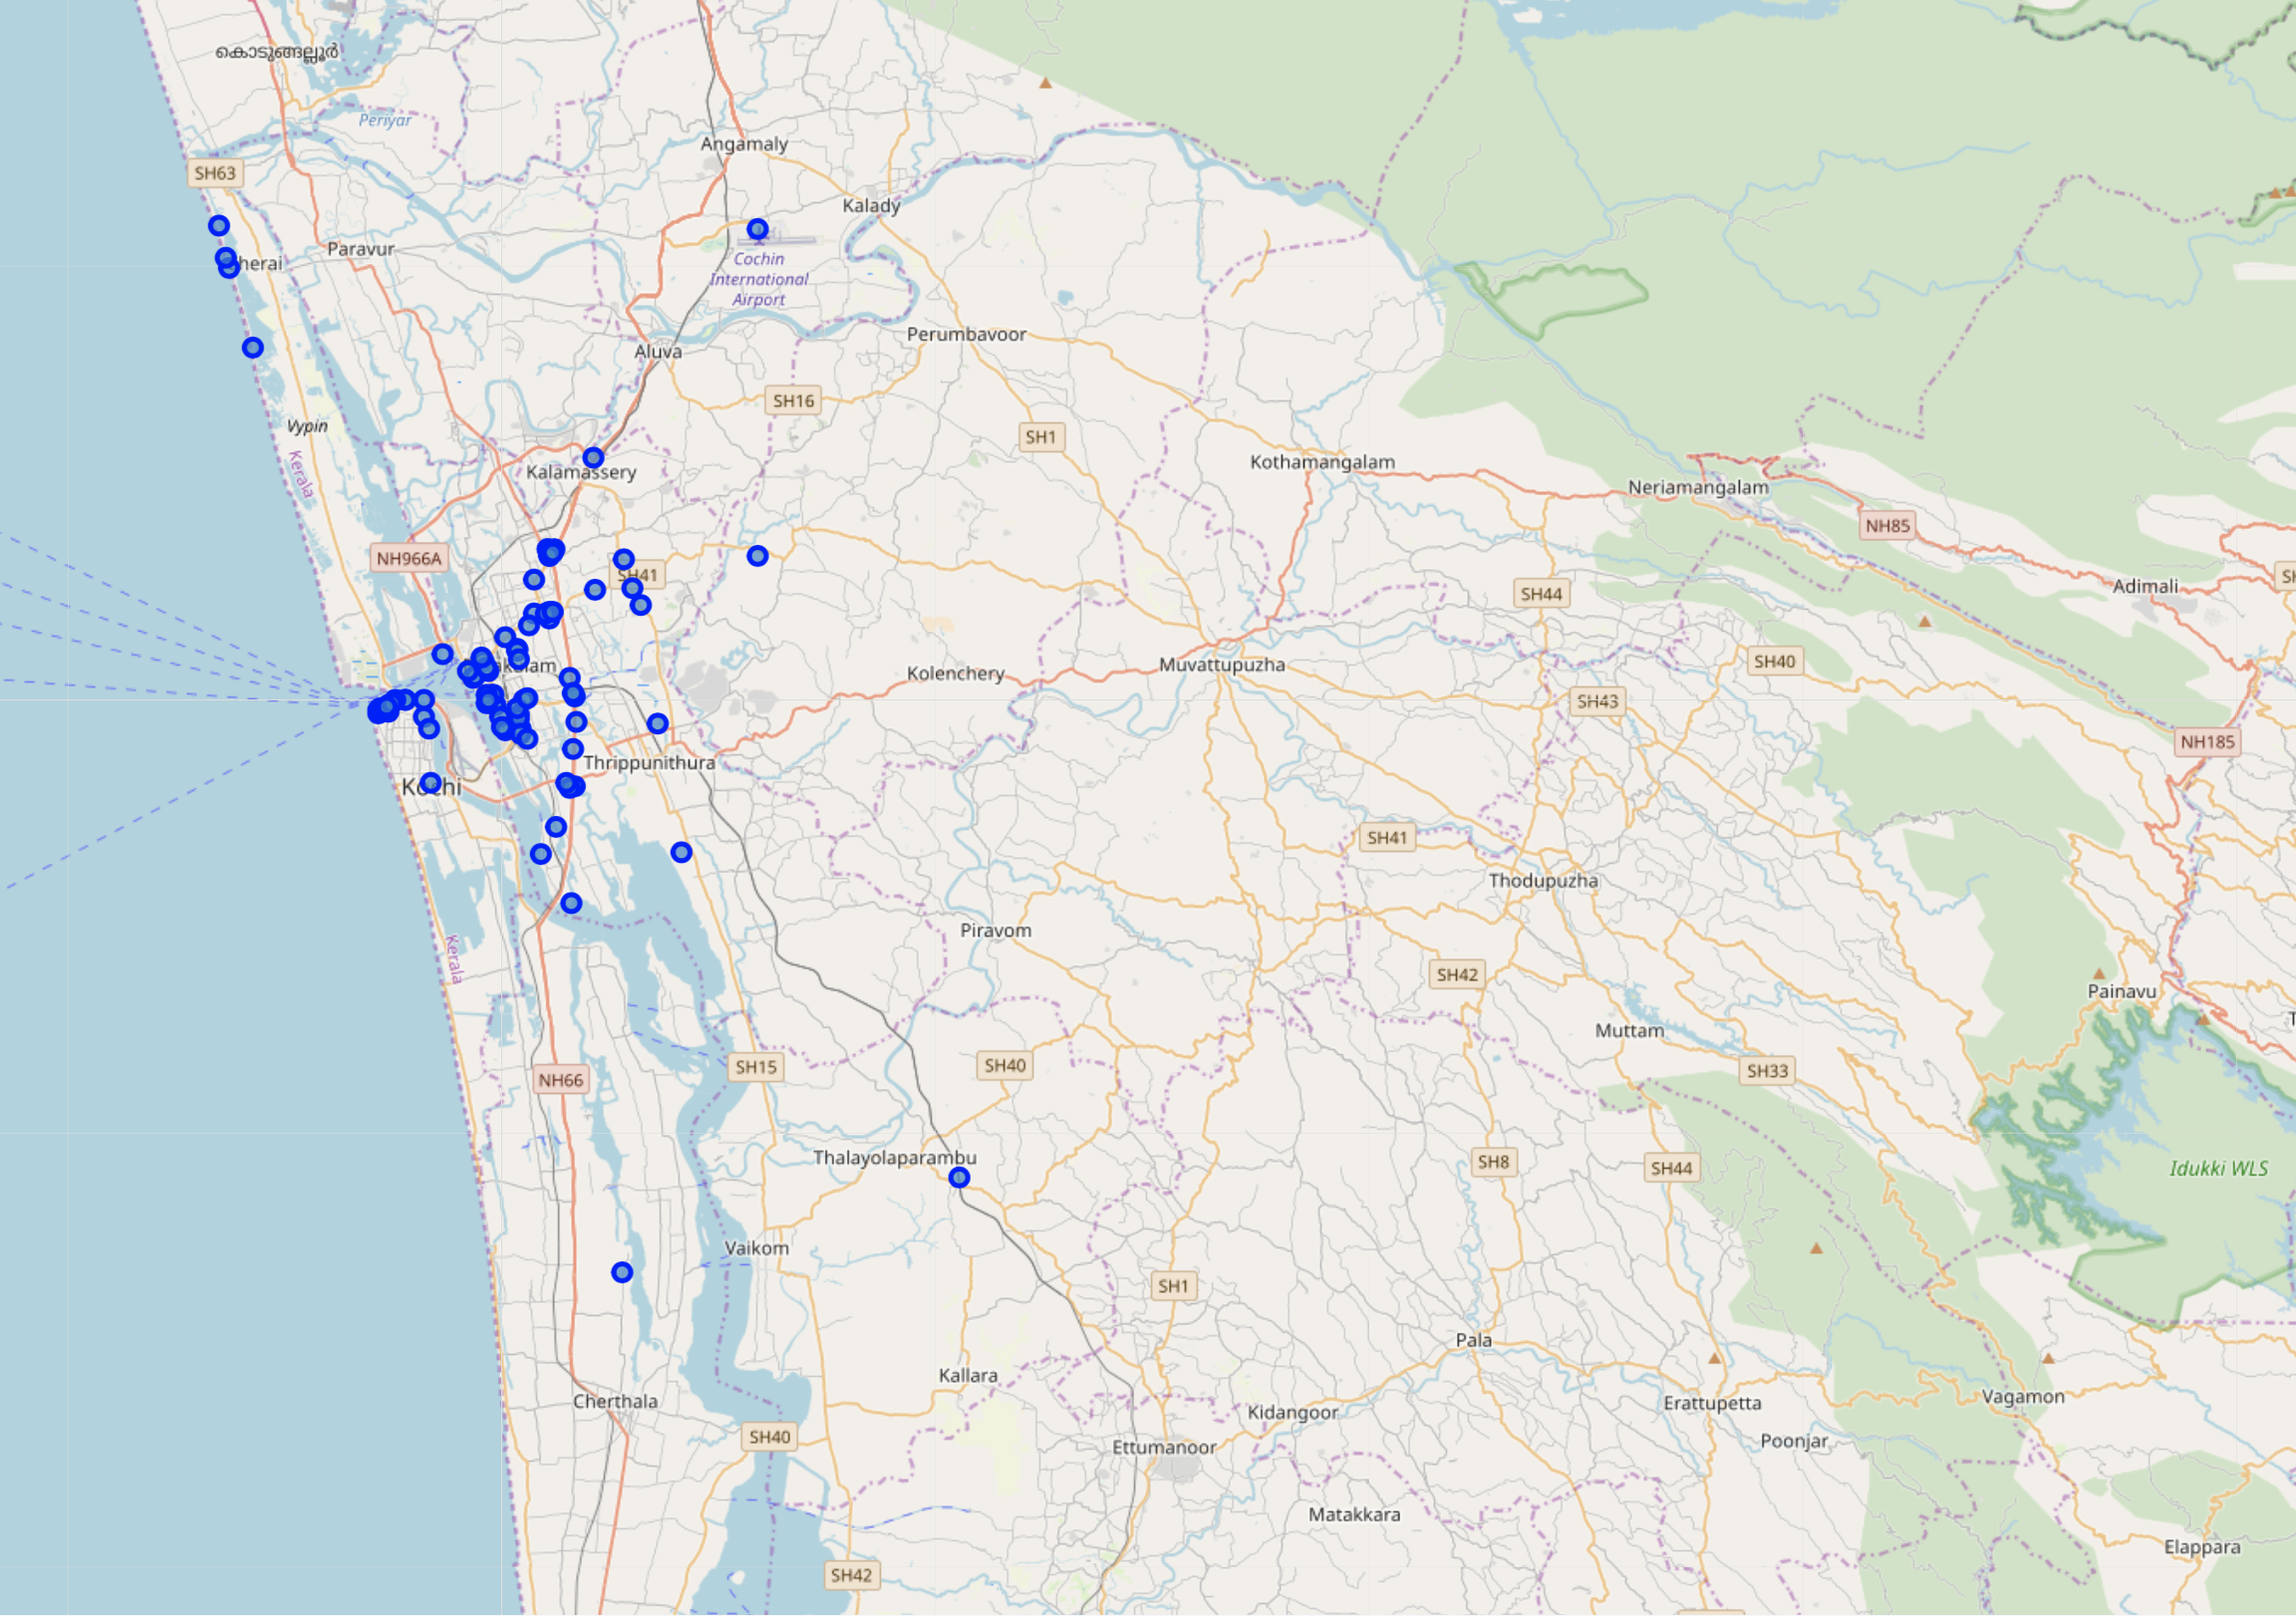 കൊടുങ്ങല്ലൂർ
Periyar
Angamaly
SH63
Kalady
Paravur
herai
Cochin
International
Airport
Perumbavoor
Aluva
SH16
Vypin
SH1
Kerala
Kalamassery
Kothamangalam
Neriamangalam
NH85
NH966A
SH41
Adimali
SH44
SH40
Kolenchery
Muvattupuzha
SH43
NH185
Thrippunithura
Kochi
SH41
Thodupuzha
Piravom
Kerala
SH42
Painavu
Muttam
SH15
SH40
SH33
NH66
Thalayolaparambu
SH8
SH44
Idukki WLS
Vaikom
SH1
Pala
Kallara
Cherthala
Kidangoor
Erattupetta
Vagamon
SH40
Ettumanoor
Poonjar
Matakkara
Elappara
SH42